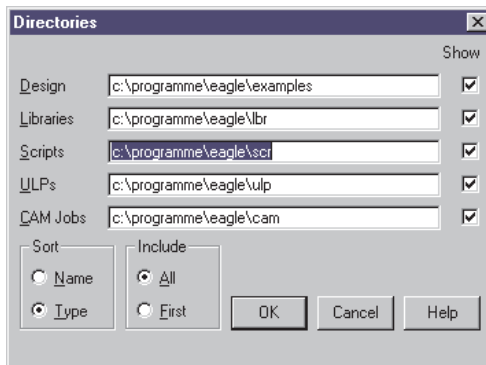 Directories
Show
Design c:\programme\eagle\examples
Libraries c:\programme\eagle\lbr
Scripts c:\programme\eagle\scr
ULPs c:\programme\eagle\ulp
CAM Jobs c:\programme\eagle\cam
Sort Include
Name All
Type First OK Cancel Help